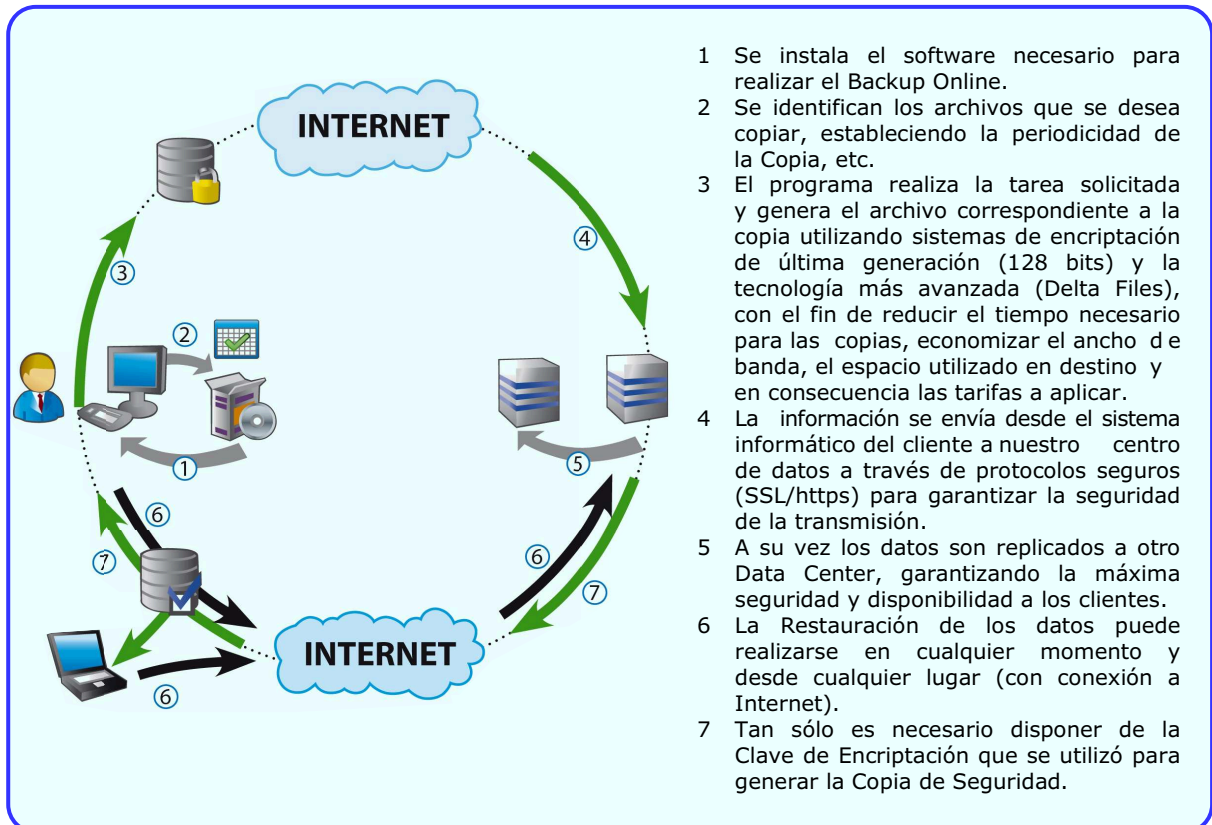 INTERNET
4
3
2
1
5
6
7
6
7
6
INTERNET
1 Se instala el software necesario para
realizar el Backup Online.
2 Se identifican los archivos que se desea
copiar, estableciendo la periodicidad de
la Copia, etc.
3 El programa realiza la tarea solicitada
y genera el archivo correspondiente a la
copia utilizando sistemas de encriptación
de última generación (128 bits) y la
tecnología más avanzada (Delta Files),
con el fin de reducir el tiempo necesario
para las copias, economizar el ancho d e
banda, el espacio utilizado en destino y
en consecuencia las tarifas a aplicar.
4 La información se envía desde el sistema
informático del cliente a nuestro centro
de datos a través de protocolos seguros
(SSL/https) para garantizar la seguridad
de la transmisión.
5 A su vez los datos son replicados a otro
Data Center, garantizando la máxima
seguridad y disponibilidad a los clientes.
6 La Restauración de los datos puede
realizarse en cualquier momento y
desde cualquier lugar (con conexión a
Internet).
7 Tan sólo es necesario disponer de la
Clave de Encriptación que se utilizó para
generar la Copia de Seguridad.